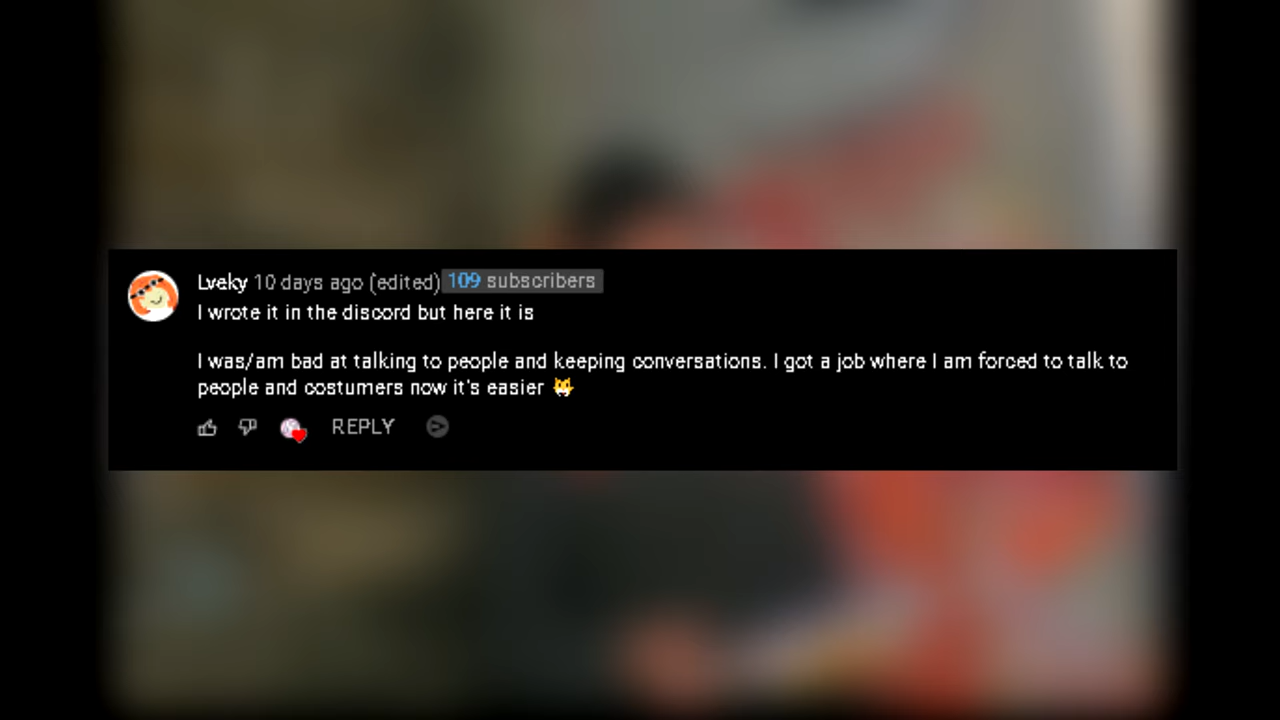 Lveky 10 days ago (edited) 109 subscribers
I wrote it in the discord but here it is
I was/am bad at talking to people and keeping conversations. I got a job where I am forced to talk to
people and costumers now it's easier 🐱
REPLY